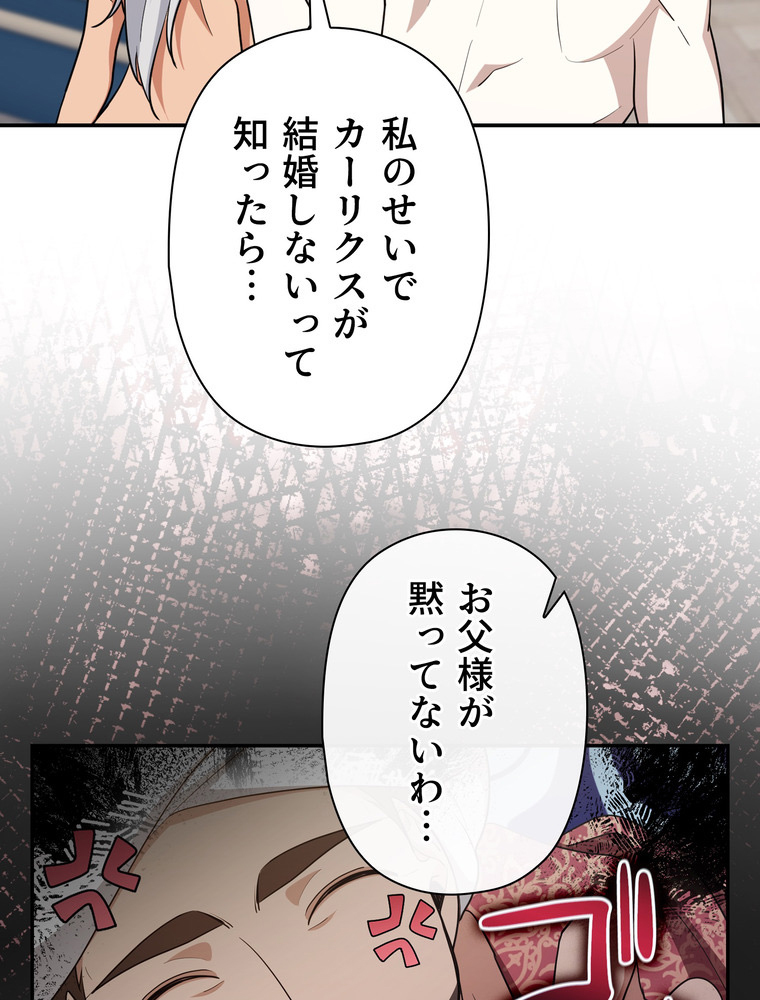 私のせいで
カーリクスが
結婚しないって
知ったら…
お父様が
黙ってないわ…
ゴ